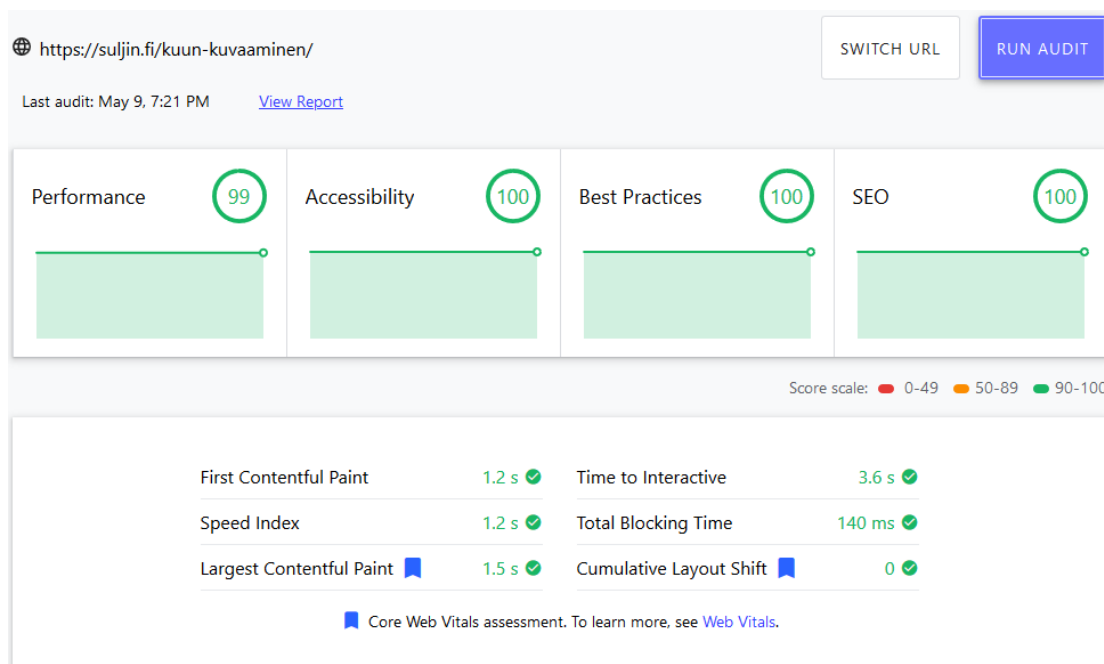 https://suljin.fi/kuun-kuvaaminen/
SWITCH URL
RUN AUDIT
Last audit: May 9, 7:21 PM
View Report
Performance
99
Accessibility
100
Best Practices
100
SEO
100
Score scale: 0-49 50-89 90-100
First Contentful Paint 1.2 s
Time to Interactive 3.6 s
Speed Index 1.2 s
Total Blocking Time 140 ms
Largest Contentful Paint 1.5 s
Cumulative Layout Shift 0
Core Web Vitals assessment. To learn more, see Web Vitals.